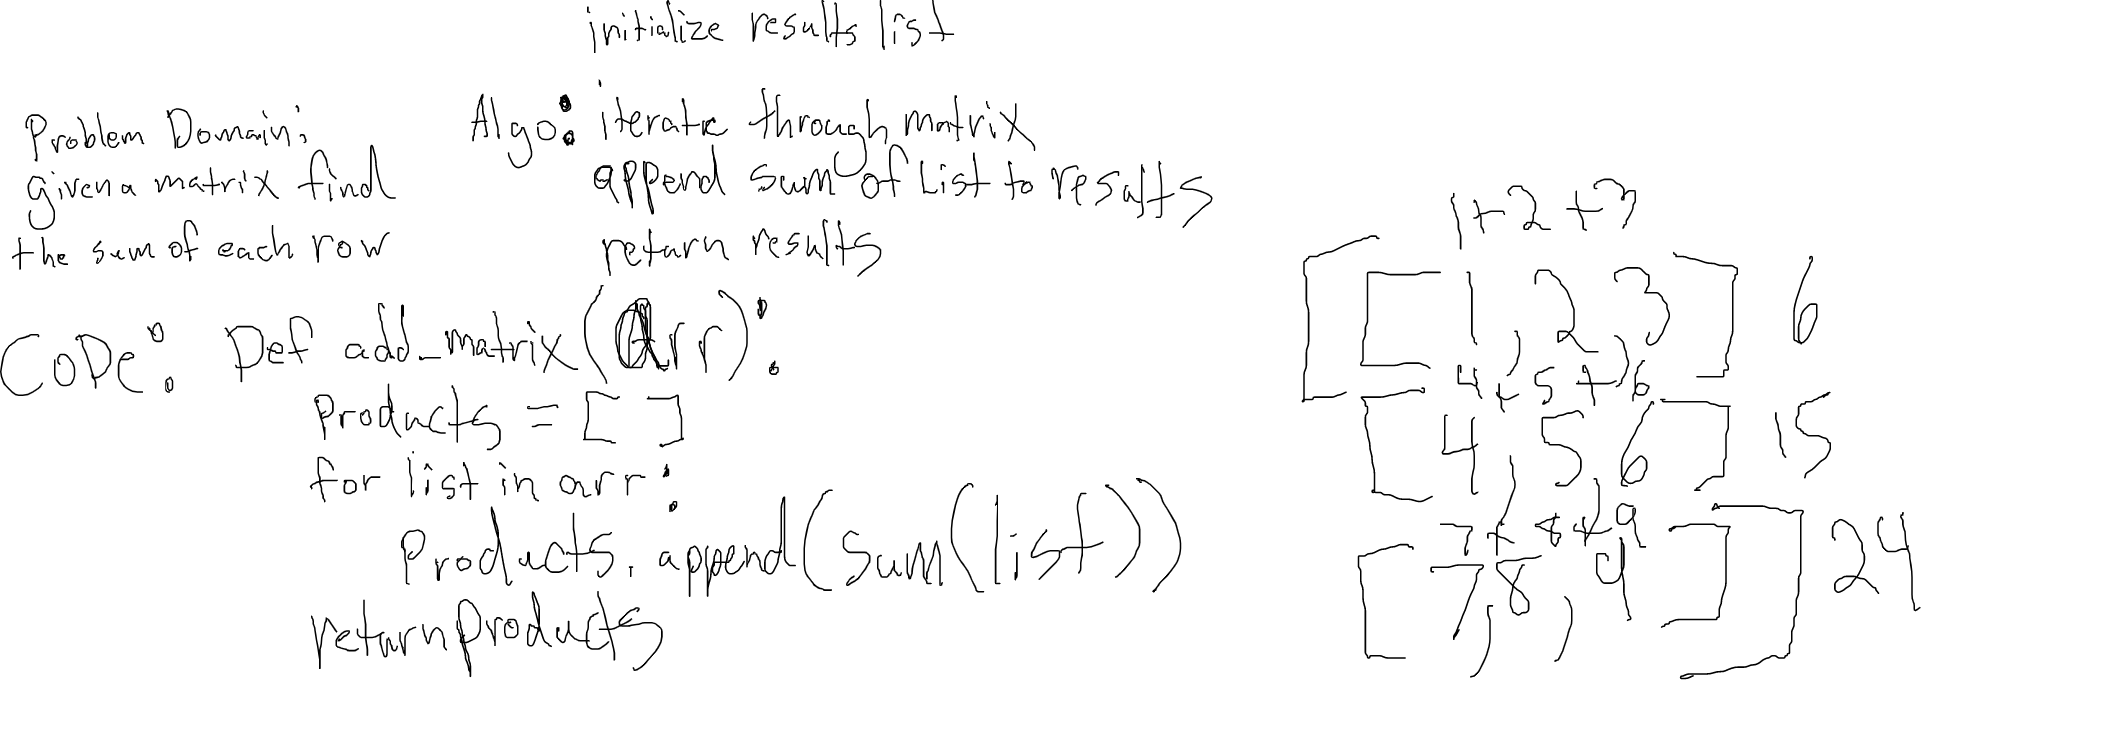 Problem Domain:
given a matrix find
the sum of each row
initialize results list
Algo: iterate through matrix
append sum of List to results
return results
CoDe: Def add_matrix(arr):
Products = []
for list in arr:
Products.append(sum(list))
return products
1+2+3
[[1,2,3] 6
4+5+6
[4,5,6] 15
7+8+9
[7,8,9]] 24